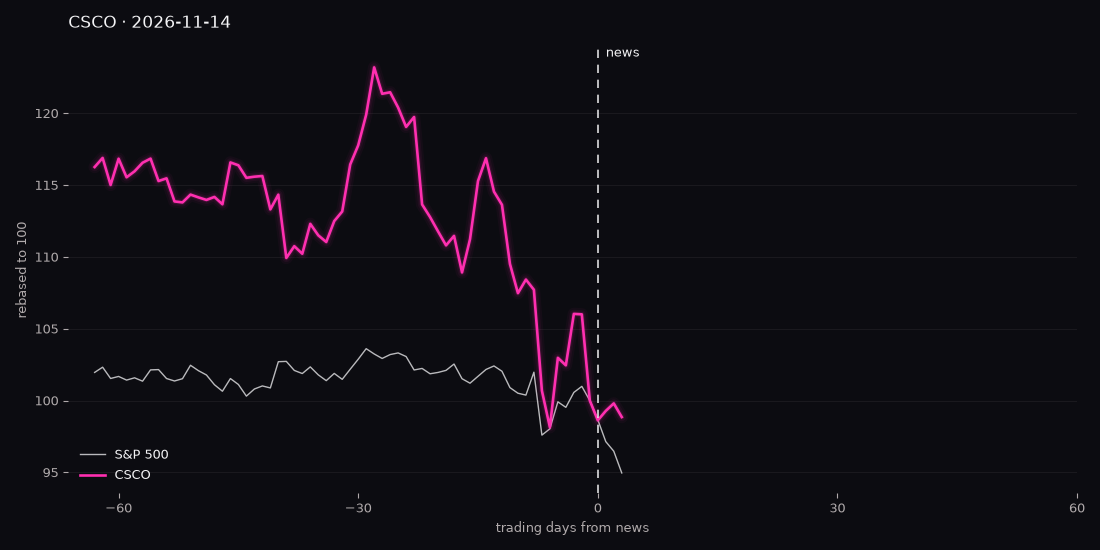 CSCO · 2026-11-14
news
120
115
110
105
100
95
rebased to 100
S&P 500
CSCO
−60
−30
0
30
60
trading days from news